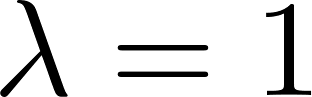 λ = 1